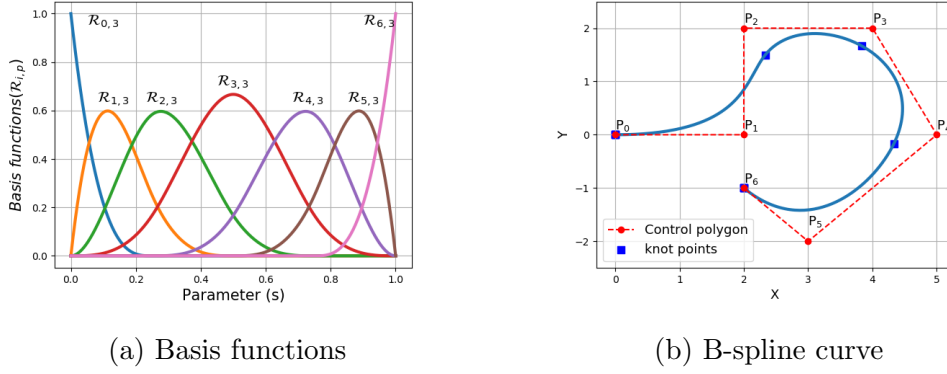 Basis functions(ℛ_{i,p})
1.0
0.8
0.6
0.4
0.2
0.0
ℛ_{0,3}
ℛ_{1,3}
ℛ_{2,3}
ℛ_{3,3}
ℛ_{4,3}
ℛ_{5,3}
ℛ_{6,3}
0.0 0.2 0.4 0.6 0.8 1.0
Parameter (s)
(a) Basis functions
Y
2
1
0
−1
−2
P_0
P_1
P_2
P_3
P_4
P_5
P_6
Control polygon
knot points
0 1 2 3 4 5
X
(b) B-spline curve